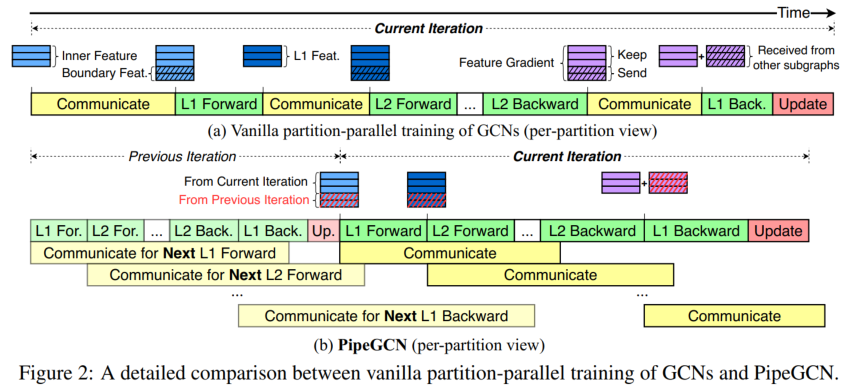 Time
Current Iteration
Inner Feature
Boundary Feat.
L1 Feat.
Feature Gradient
Keep
Send
+
Received from
other subgraphs
Communicate L1 Forward Communicate L2 Forward ... L2 Backward Communicate L1 Back. Update
(a) Vanilla partition-parallel training of GCNs (per-partition view)
Previous Iteration Current Iteration
From Current Iteration
From Previous Iteration
+
L1 For. L2 For. ... L2 Back. L1 Back. Up. L1 Forward L2 Forward ... L2 Backward L1 Backward Update
Communicate for Next L1 Forward Communicate
Communicate for Next L2 Forward Communicate
... ...
Communicate for Next L1 Backward Communicate
(b) PipeGCN (per-partition view)
Figure 2: A detailed comparison between vanilla partition-parallel training of GCNs and PipeGCN.